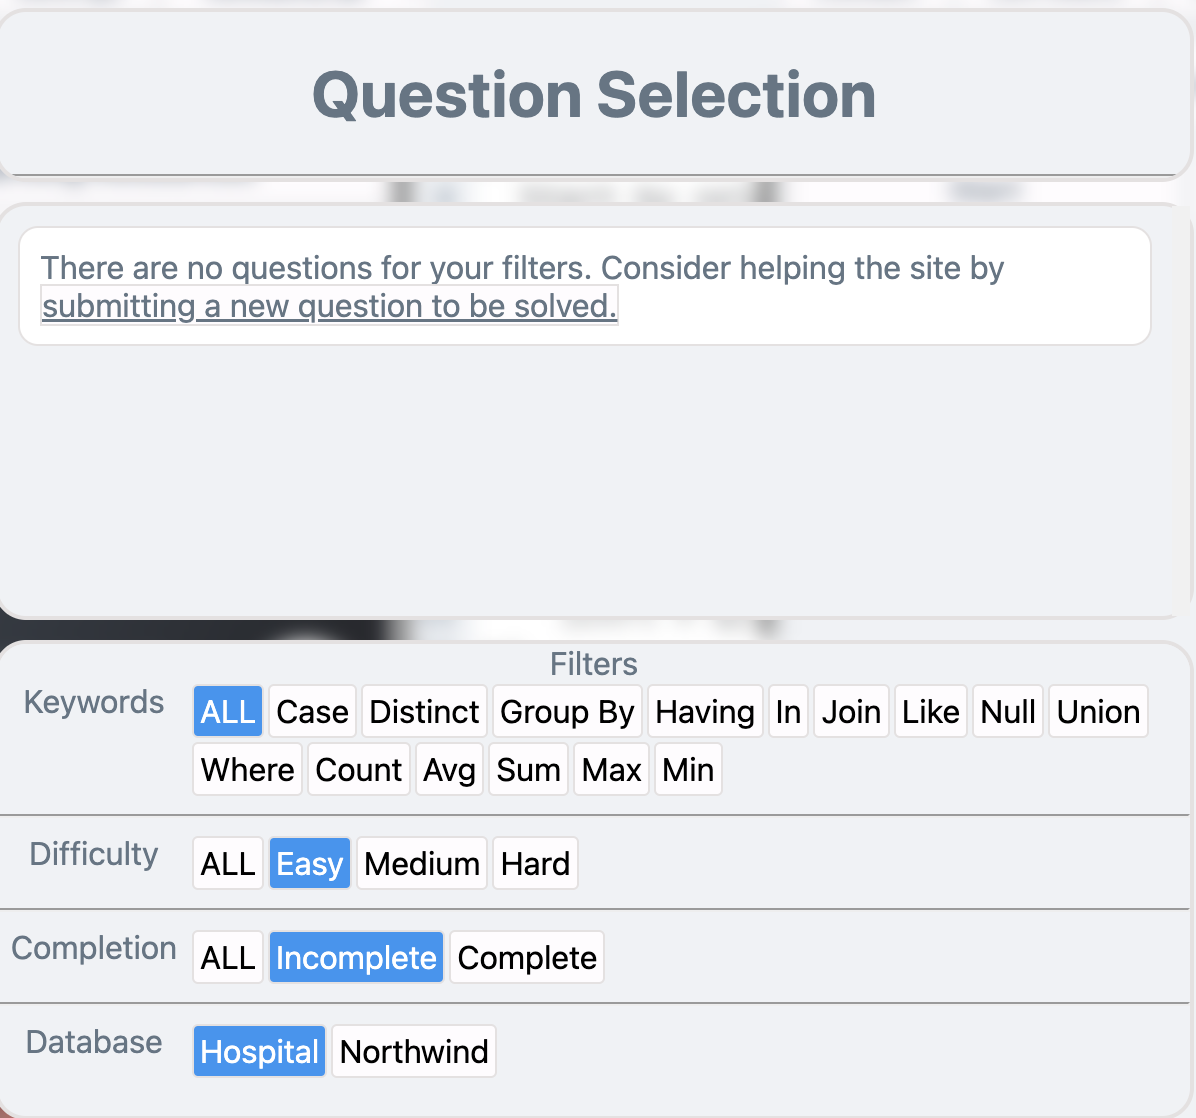 Question Selection
There are no questions for your filters. Consider helping the site by
submitting a new question to be solved.
Filters
Keywords ALL Case Distinct Group By Having In Join Like Null Union
Where Count Avg Sum Max Min
Difficulty ALL Easy Medium Hard
Completion ALL Incomplete Complete
Database Hospital Northwind